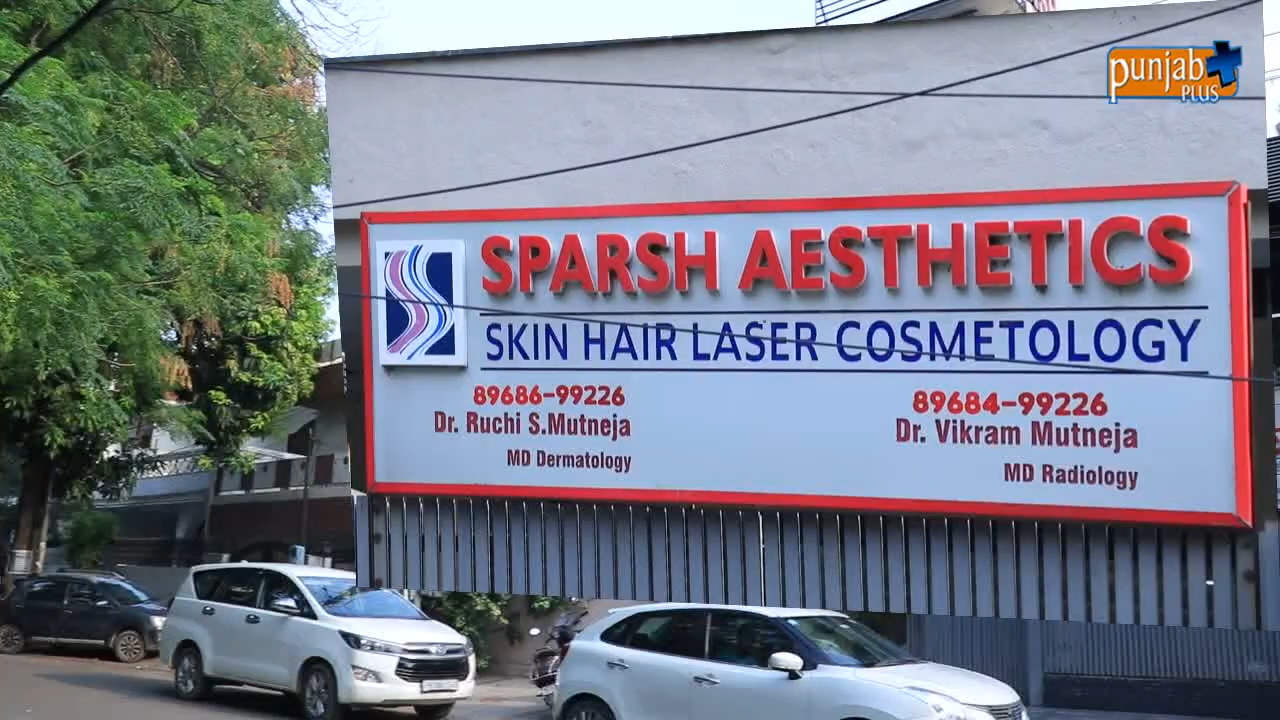 punjab
PLUS
SPARSH AESTHETICS
SKIN HAIR LASER COSMETOLOGY
89686-99226
Dr. Ruchi S.Mutneja
MD Dermatology
89684-99226
Dr. Vikram Mutneja
MD Radiology